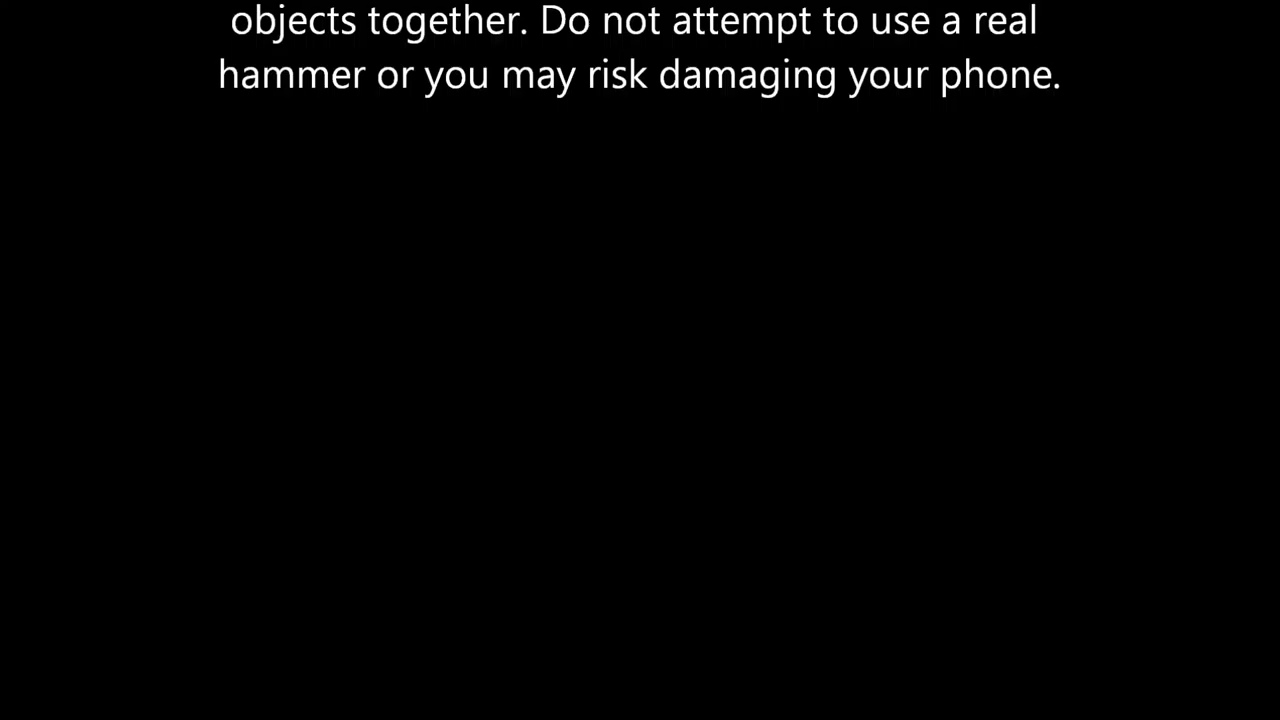 objects together. Do not attempt to use a real
hammer or you may risk damaging your phone.